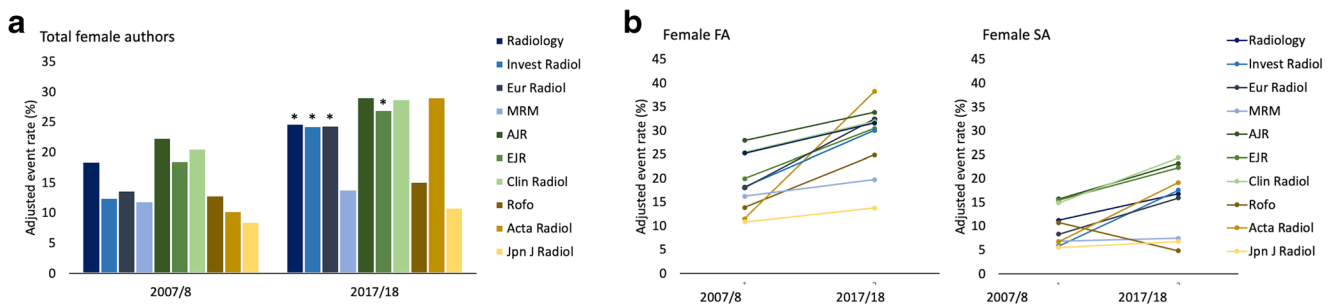 a
Total female authors
Adjusted event rate (%)
35
30
25
20
15
10
5
0
* * * *
2007/8
2017/18
Radiology
Invest Radiol
Eur Radiol
MRM
AJR
EJR
Clin Radiol
Rofo
Acta Radiol
Jpn J Radiol
b
Female FA
Adjusted event rate (%)
45
40
35
30
25
20
15
10
5
0
2007/8
2017/18
Female SA
Adjusted event rate (%)
45
40
35
30
25
20
15
10
5
0
2007/8
2017/18
Radiology
Invest Radiol
Eur Radiol
MRM
AJR
EJR
Clin Radiol
Rofo
Acta Radiol
Jpn J Radiol